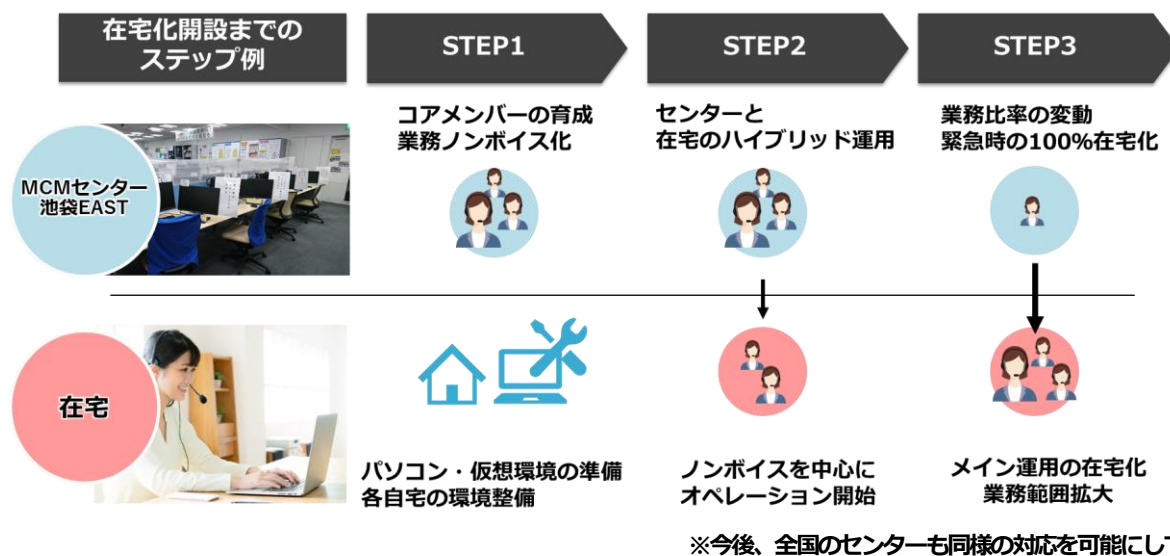 在宅化開設までの
ステップ例
STEP1
STEP2
STEP3
MCMセンター
池袋EAST
コアメンバーの育成
業務ノンボイス化
センターと
在宅のハイブリッド運用
業務比率の変動
緊急時の100%在宅化
在宅
パソコン・仮想環境の準備
各自宅の環境整備
ノンボイスを中心に
オペレーション開始
メイン運用の在宅化
業務範囲拡大
※今後、全国のセンターも同様の対応を可能にし